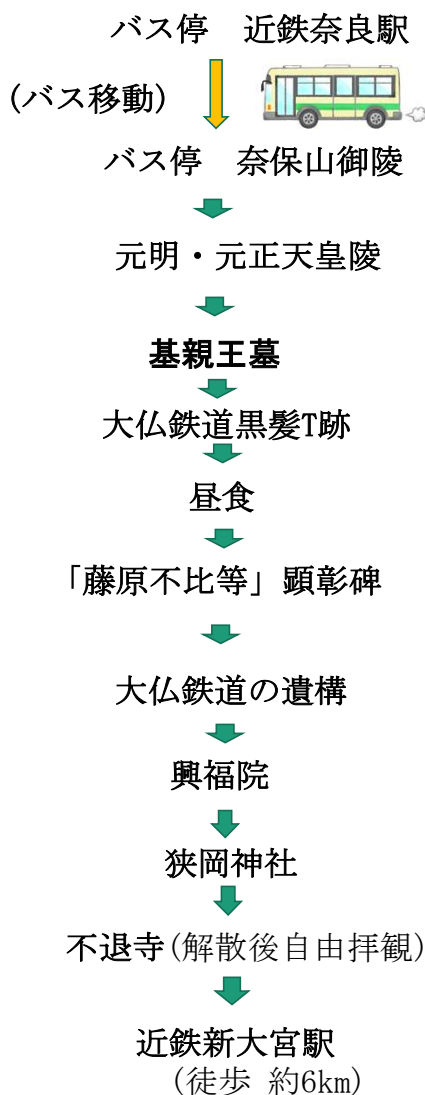 バス停　近鉄奈良駅
(バス移動)
バス停　奈保山御陵
元明・元正天皇陵
基親王墓
大仏鉄道黒髪T跡
昼食
「藤原不比等」顕彰碑
大仏鉄道の遺構
興福院
狭岡神社
不退寺(解散後自由拝観)
近鉄新大宮駅
(徒歩 約6km)